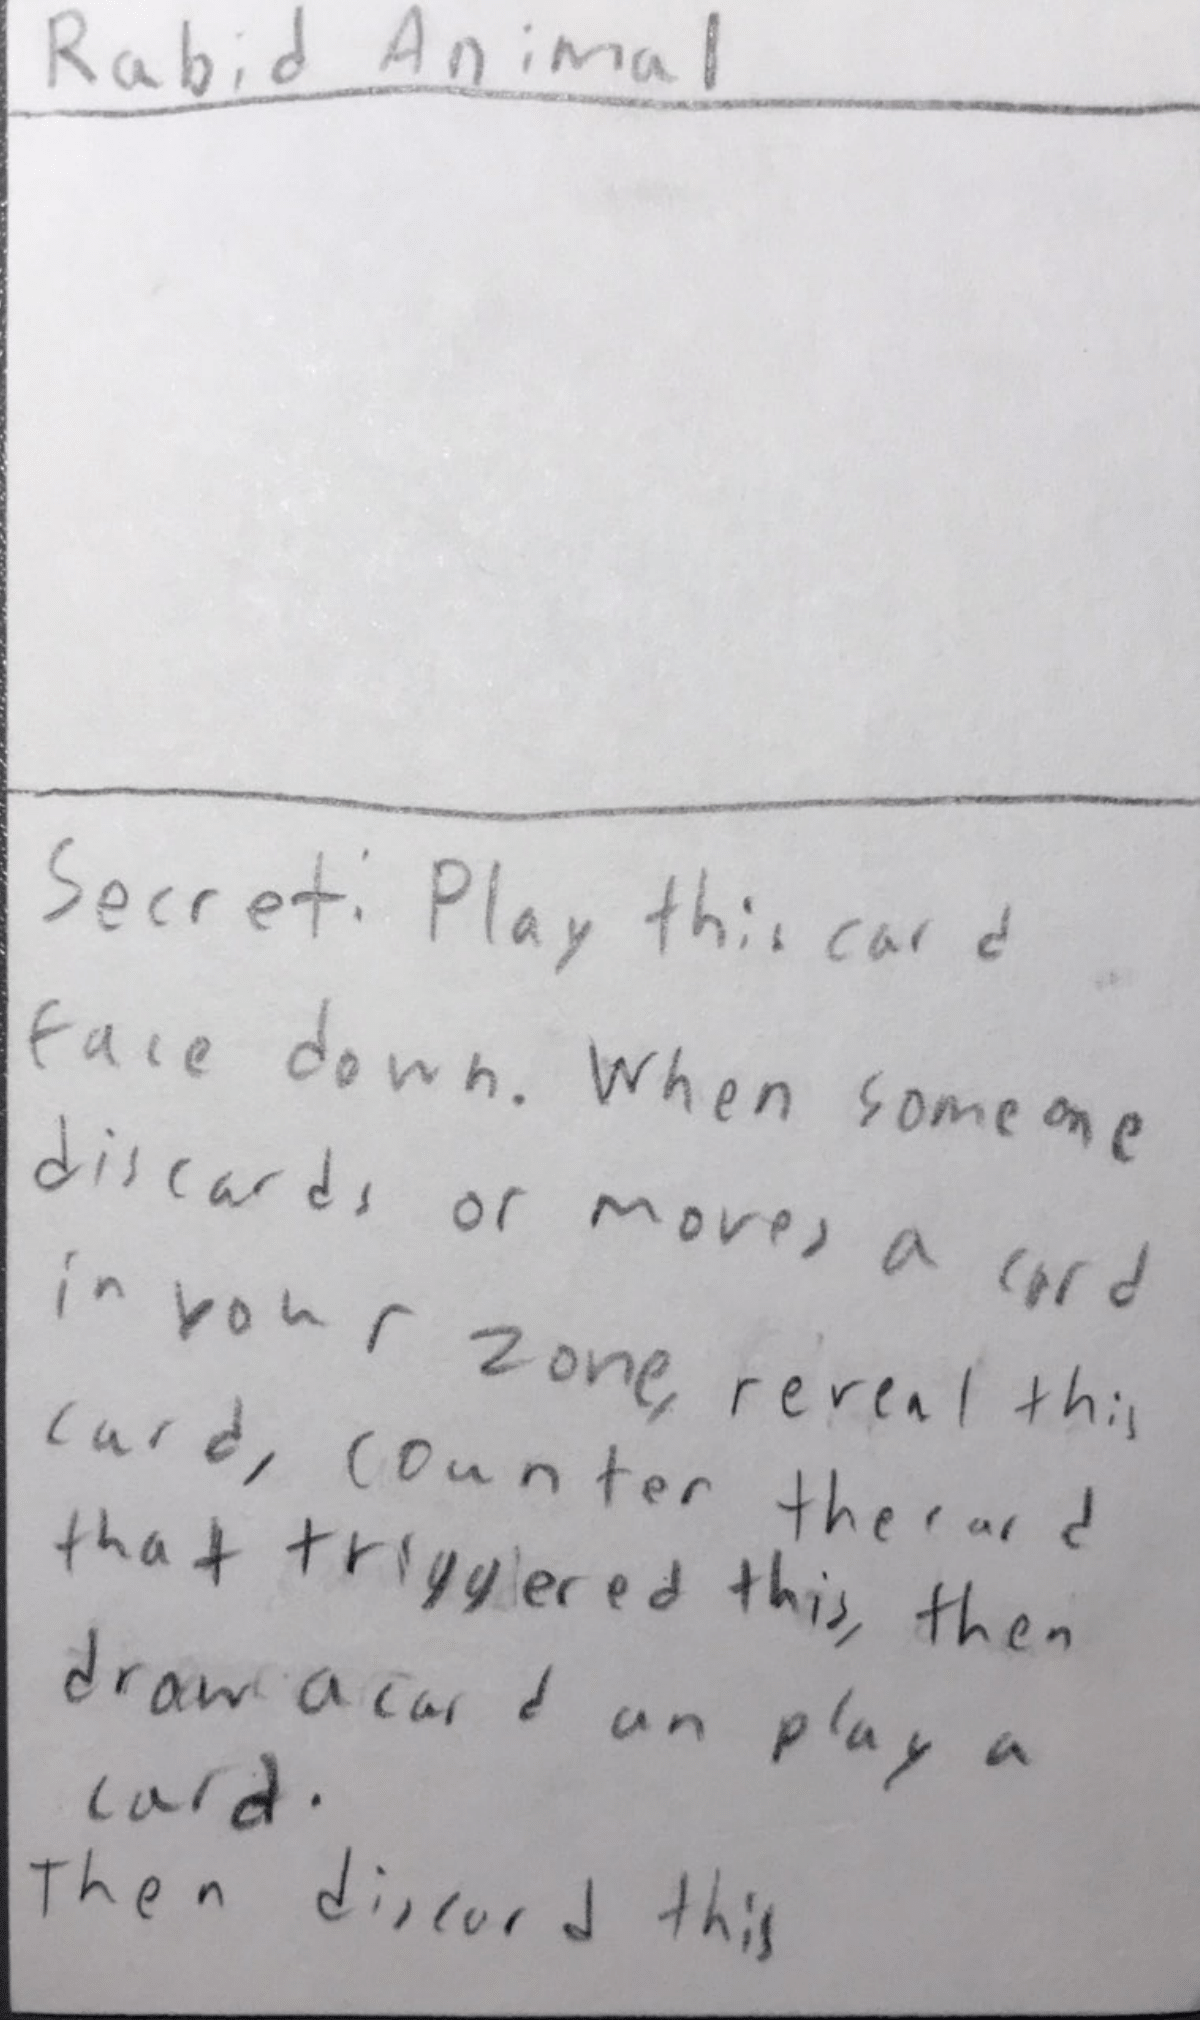 Rabid Animal
Secret: Play this card
Face down. When someone
discards or moves a card
in your zone, reveal this
card, counter the card
that triggered this, then
draw a card an play a
card.
Then discard this